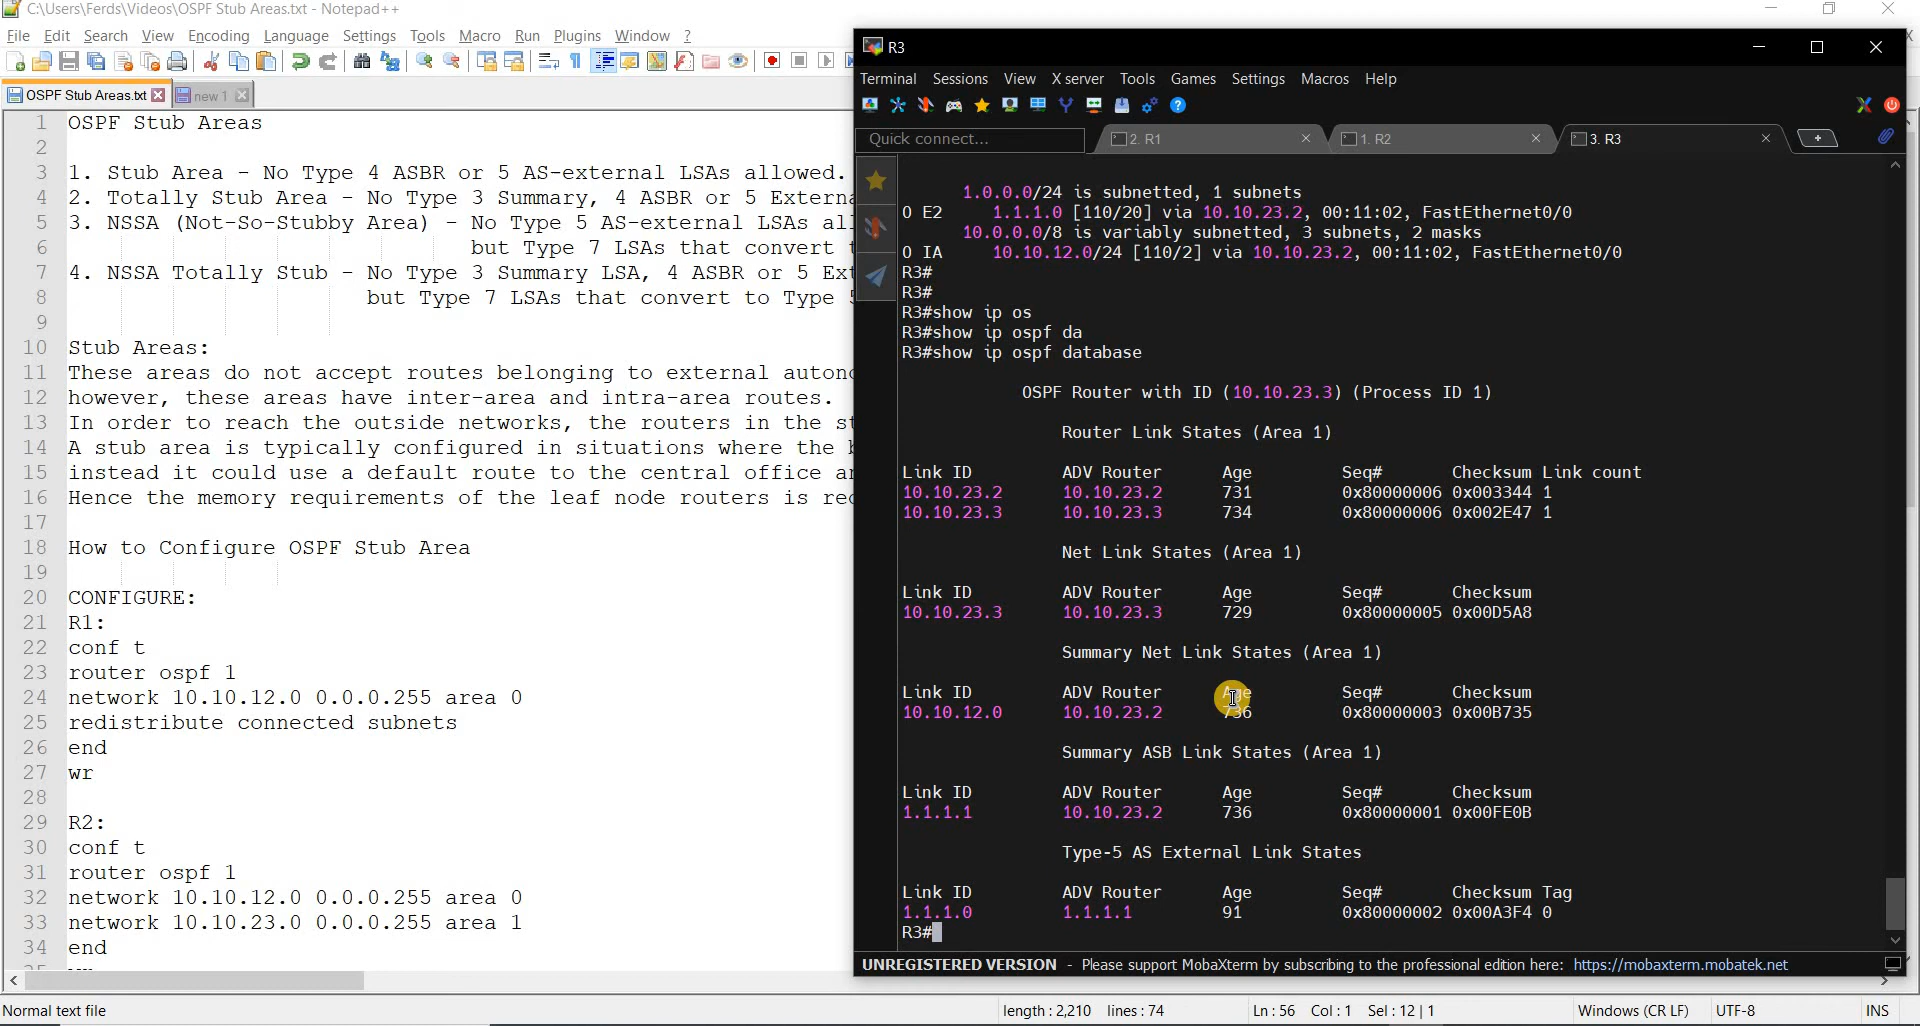 C:\Users\Ferds\Videos\OSPF Stub Areas.txt - Notepad++
File Edit Search View Encoding Language Settings Tools Macro Run Plugins Window ?
OSPF Stub Areas.txt new 1
1 OSPF Stub Areas
2
3 1. Stub Area - No Type 4 ASBR or 5 AS-external LSAs allowed.
4 2. Totally Stub Area - No Type 3 Summary, 4 ASBR or 5 Externa
5 3. NSSA (Not-So-Stubby Area) - No Type 5 AS-external LSAs al
6 but Type 7 LSAs that convert
7 4. NSSA Totally Stub - No Type 3 Summary LSA, 4 ASBR or 5 Ext
8 but Type 7 LSAs that convert to Type
9
10 Stub Areas:
11 These areas do not accept routes belonging to external autono
12 however, these areas have inter-area and intra-area routes.
13 In order to reach the outside networks, the routers in the st
14 A stub area is typically configured in situations where the
15 instead it could use a default route to the central office a
16 Hence the memory requirements of the leaf node routers is re
17
18 How to Configure OSPF Stub Area
19
20 CONFIGURE:
21 R1:
22 conf t
23 router ospf 1
24 network 10.10.12.0 0.0.0.255 area 0
25 redistribute connected subnets
26 end
27 wr
28
29 R2:
30 conf t
31 router ospf 1
32 network 10.10.12.0 0.0.0.255 area 0
33 network 10.10.23.0 0.0.0.255 area 1
34 end
Normal text file length : 2,210 lines : 74 Ln : 56 Col : 1 Sel : 12 | 1 Windows (CR LF) UTF-8 INS
R3
Terminal Sessions View X server Tools Games Settings Macros Help
Quick connect... 2. R1 1. R2 3. R3
1.0.0.0/24 is subnetted, 1 subnets
O E2 1.1.1.0 [110/20] via 10.10.23.2, 00:11:02, FastEthernet0/0
10.0.0.0/8 is variably subnetted, 3 subnets, 2 masks
O IA 10.10.12.0/24 [110/2] via 10.10.23.2, 00:11:02, FastEthernet0/0
R3#
R3#
R3#show ip os
R3#show ip ospf da
R3#show ip ospf database
OSPF Router with ID (10.10.23.3) (Process ID 1)
Router Link States (Area 1)
Link ID ADV Router Age Seq# Checksum Link count
10.10.23.2 10.10.23.2 731 0x80000006 0x003344 1
10.10.23.3 10.10.23.3 734 0x80000006 0x002E47 1
Net Link States (Area 1)
Link ID ADV Router Age Seq# Checksum
10.10.23.3 10.10.23.3 729 0x80000005 0x00D5A8
Summary Net Link States (Area 1)
Link ID ADV Router Age Seq# Checksum
10.10.12.0 10.10.23.2 736 0x80000003 0x00B735
Summary ASB Link States (Area 1)
Link ID ADV Router Age Seq# Checksum
1.1.1.1 10.10.23.2 736 0x80000001 0x00FE0B
Type-5 AS External Link States
Link ID ADV Router Age Seq# Checksum Tag
1.1.1.0 1.1.1.1 91 0x80000002 0x00A3F4 0
R3#
UNREGISTERED VERSION - Please support MobaXterm by subscribing to the professional edition here: https://mobaxterm.mobatek.net